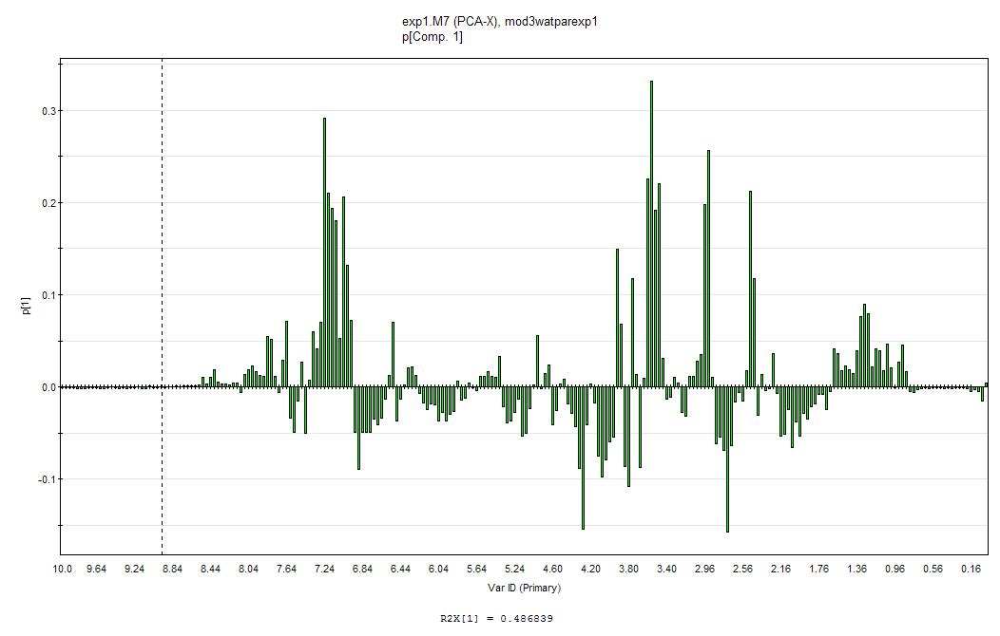 exp1.M7 (PCA-X), mod3watparexp1
p[Comp. 1]
0.3
0.2
0.1
0.0
-0.1
p[1]
10.0 9.64 9.24 8.84 8.44 8.04 7.64 7.24 6.84 6.44 6.04 5.64 5.24 4.60 4.20 3.80 3.40 2.96 2.56 2.16 1.76 1.36 0.96 0.56 0.16
Var ID (Primary)
R2X[1] = 0.486839